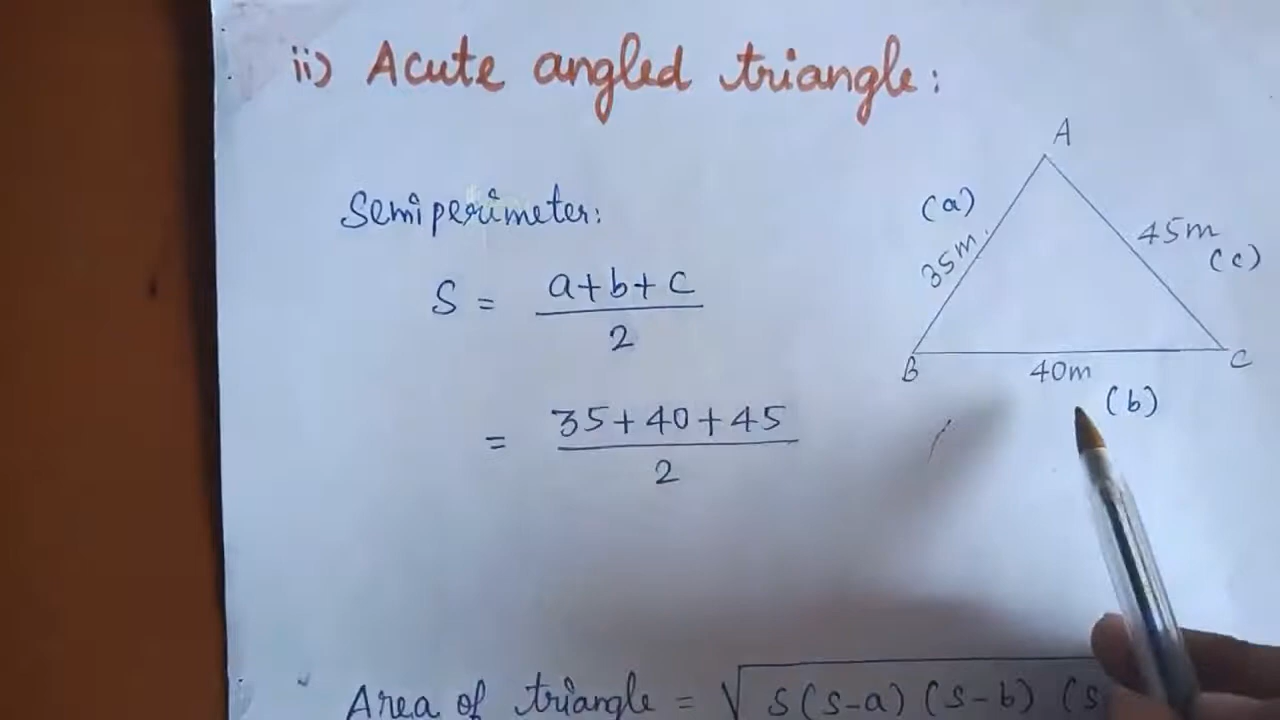 ii) Acute angled triangle:
A
Semiperimeter:
(a)
35m
45m
(c)
S = a+b+c
2
B
C
40m
(b)
= 35+40+45
2
Area of triangle = √ S(S-a) (S-b) (S